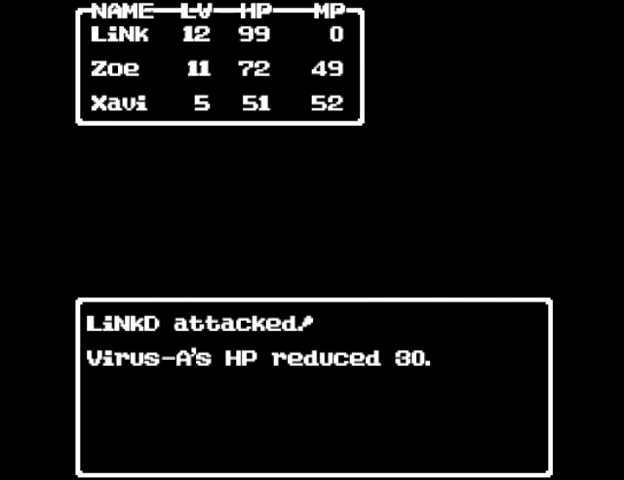 NAME LV HP MP
LiNk 12 99 0
Zoe 11 72 49
Xavi 5 51 52
LiNkD attacked!
Virus-A's HP reduced 30.